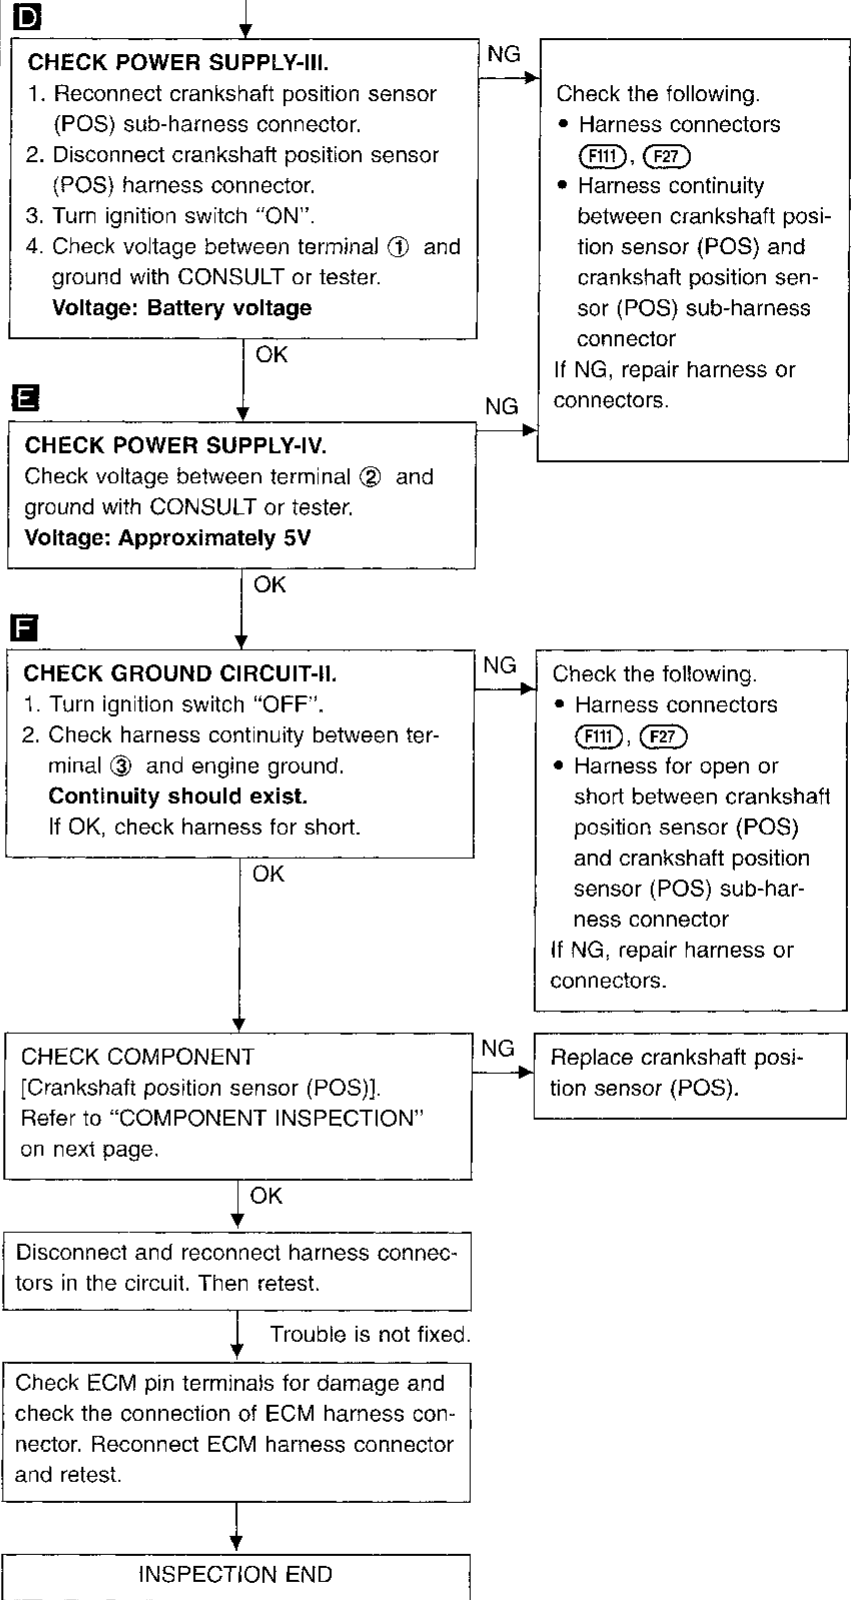 D
CHECK POWER SUPPLY-III.
1. Reconnect crankshaft position sensor
(POS) sub-harness connector.
2. Disconnect crankshaft position sensor
(POS) harness connector.
3. Turn ignition switch “ON”.
4. Check voltage between terminal ① and
ground with CONSULT or tester.
Voltage: Battery voltage
NG
Check the following.
• Harness connectors
F111, F27
• Harness continuity
between crankshaft posi-
tion sensor (POS) and
crankshaft position sen-
sor (POS) sub-harness
connector
If NG, repair harness or
connectors.
OK
E
CHECK POWER SUPPLY-IV.
Check voltage between terminal ② and
ground with CONSULT or tester.
Voltage: Approximately 5V
NG
OK
F
CHECK GROUND CIRCUIT-II.
1. Turn ignition switch “OFF”.
2. Check harness continuity between ter-
minal ③ and engine ground.
Continuity should exist.
If OK, check harness for short.
NG
Check the following.
• Harness connectors
F111, F27
• Harness for open or
short between crankshaft
position sensor (POS)
and crankshaft position
sensor (POS) sub-har-
ness connector
If NG, repair harness or
connectors.
OK
CHECK COMPONENT
[Crankshaft position sensor (POS)].
Refer to “COMPONENT INSPECTION”
on next page.
NG
Replace crankshaft posi-
tion sensor (POS).
OK
Disconnect and reconnect harness connec-
tors in the circuit. Then retest.
Trouble is not fixed.
Check ECM pin terminals for damage and
check the connection of ECM harness con-
nector. Reconnect ECM harness connector
and retest.
INSPECTION END